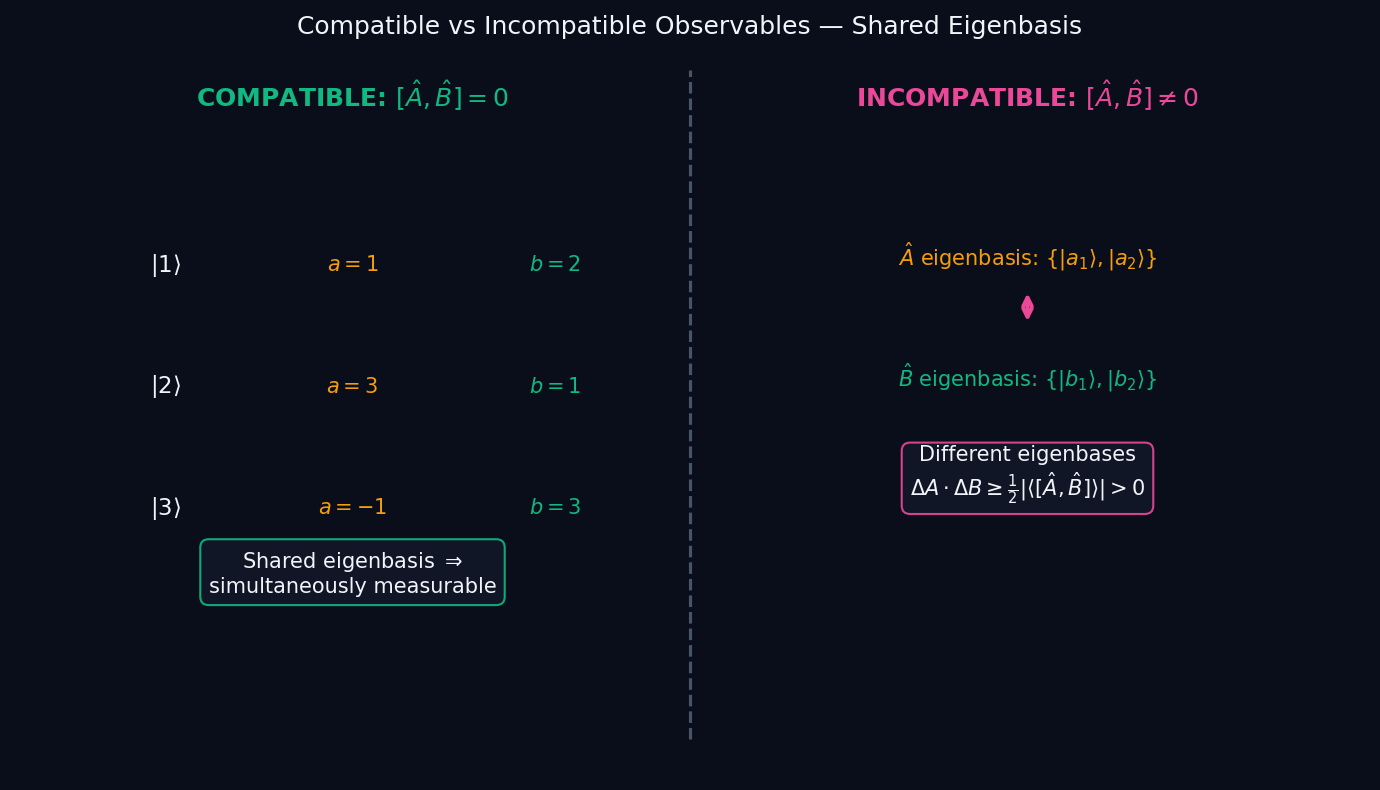 Compatible vs Incompatible Observables — Shared Eigenbasis
COMPATIBLE: [Â, B̂] = 0
|1⟩ a = 1 b = 2
|2⟩ a = 3 b = 1
|3⟩ a = −1 b = 3
Shared eigenbasis ⇒
simultaneously measurable
INCOMPATIBLE: [Â, B̂] ≠ 0
Â eigenbasis: {|a₁⟩, |a₂⟩}
B̂ eigenbasis: {|b₁⟩, |b₂⟩}
Different eigenbases
ΔA · ΔB ≥ ½|⟨[Â, B̂]⟩| > 0